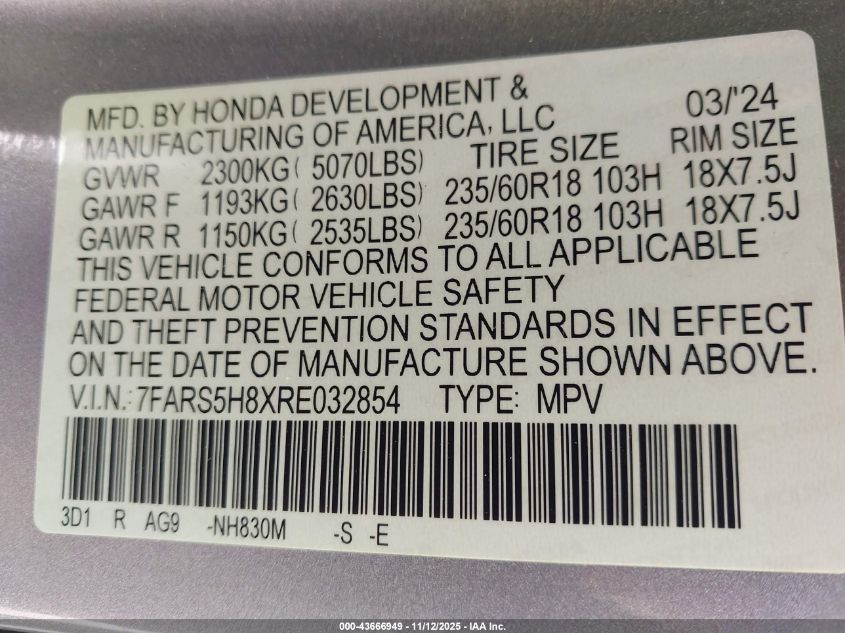 MFD. BY HONDA DEVELOPMENT & 03/'24
MANUFACTURING OF AMERICA, LLC
GVWR 2300KG( 5070LBS) TIRE SIZE RIM SIZE
GAWR F 1193KG( 2630LBS) 235/60R18 103H 18X7.5J
GAWR R 1150KG( 2535LBS) 235/60R18 103H 18X7.5J
THIS VEHICLE CONFORMS TO ALL APPLICABLE
FEDERAL MOTOR VEHICLE SAFETY
AND THEFT PREVENTION STANDARDS IN EFFECT
ON THE DATE OF MANUFACTURE SHOWN ABOVE.
V.I.N.:7FARS5H8XRE032854 TYPE: MPV
3D1 R AG9 -NH830M -S -E
000-43666949 - 11/12/2025 - IAA Inc.